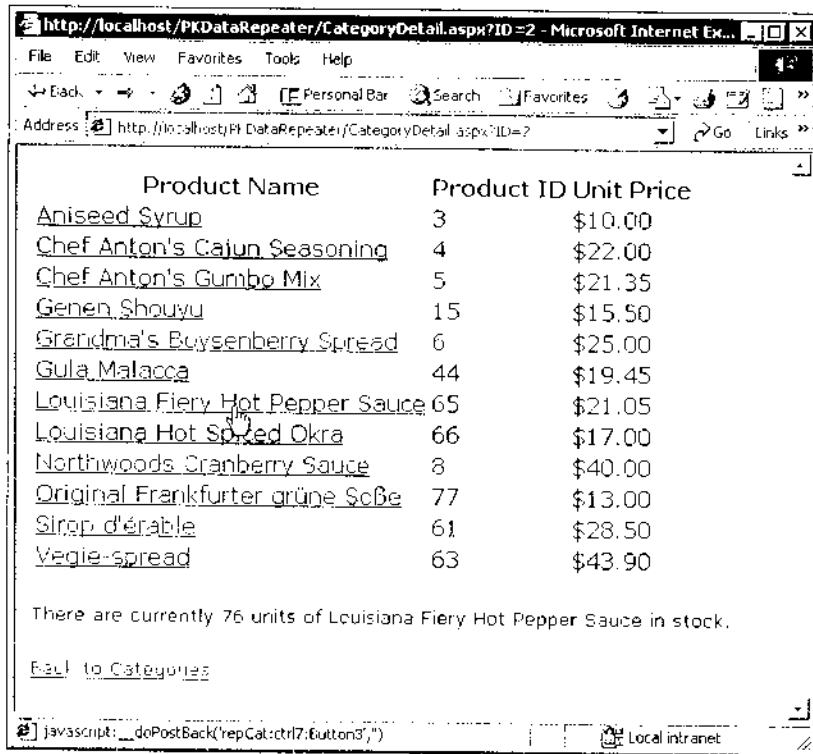 http://localhost/PKDataRepeater/CategoryDetail.aspx?ID=2 - Microsoft Internet Ex...
File Edit View Favorites Tools Help
Back Personal Bar Search Favorites »
Address http://localhost/PKDataRepeater/CategoryDetail.aspx?ID=2 Go Links »
Product Name Product ID Unit Price
Aniseed Syrup 3 $10.00
Chef Anton's Cajun Seasoning 4 $22.00
Chef Anton's Gumbo Mix 5 $21.35
Genen Shouyu 15 $15.50
Grandma's Boysenberry Spread 6 $25.00
Gula Malacca 44 $19.45
Louisiana Fiery Hot Pepper Sauce 65 $21.05
Louisiana Hot Spiced Okra 66 $17.00
Northwoods Cranberry Sauce 8 $40.00
Original Frankfurter grüne Soße 77 $13.00
Sirop d'érable 61 $28.50
Vegie-spread 63 $43.90
There are currently 76 units of Louisiana Fiery Hot Pepper Sauce in stock.
Back to Categories
javascript:__doPostBack('repCat:ctrl7:Button3','') Local intranet